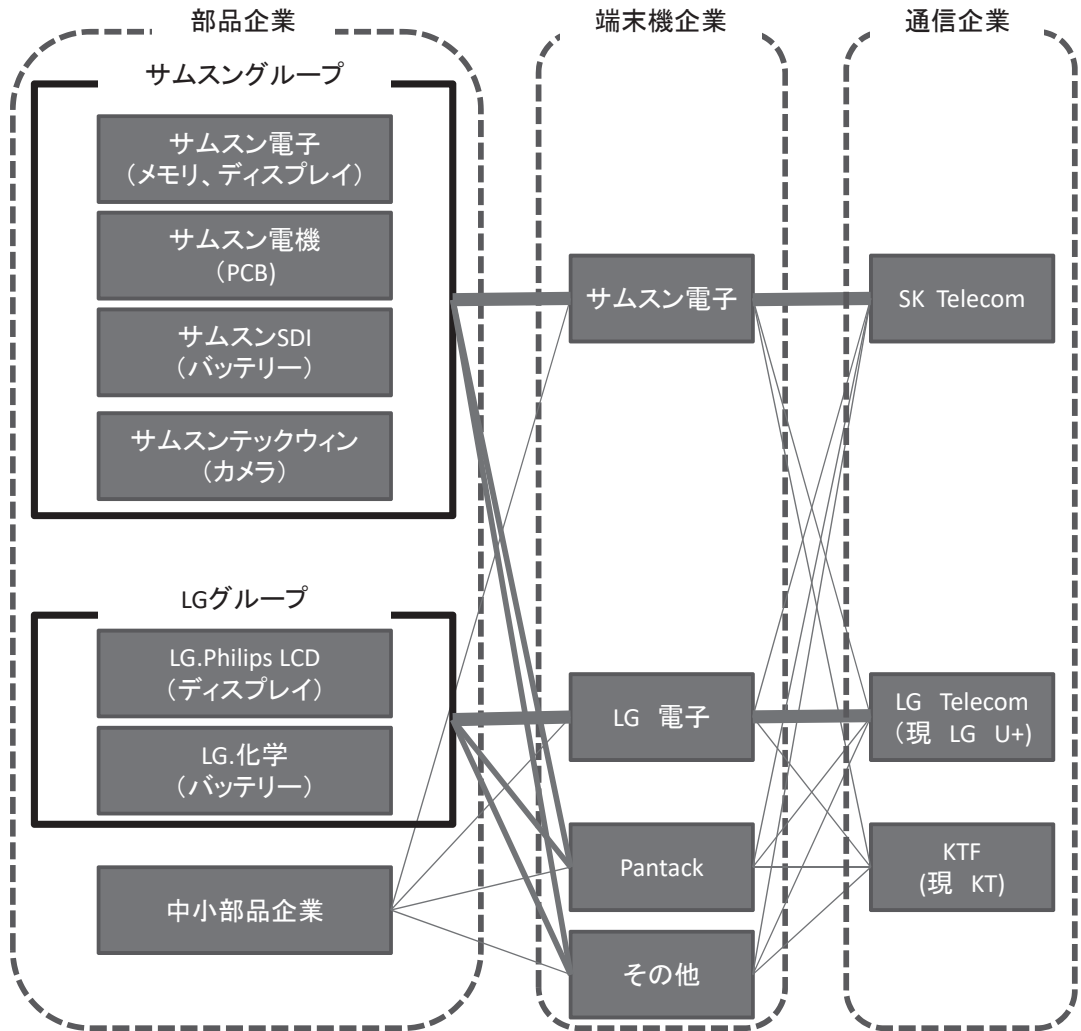 部品企業
サムスングループ
サムスン電子
（メモリ、ディスプレイ）
サムスン電機
（PCB)
サムスンSDI
（バッテリー）
サムスンテックウィン
（カメラ）
LGグループ
LG.Philips LCD
（ディスプレイ）
LG.化学
（バッテリー）
中小部品企業
端末機企業
サムスン電子
LG 電子
Pantack
その他
通信企業
SK Telecom
LG Telecom
（現 LG U+)
KTF
(現 KT)